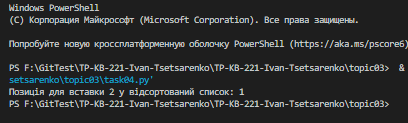 Windows PowerShell
(C) Корпорация Майкрософт (Microsoft Corporation). Все права защищены.
Попробуйте новую кроссплатформенную оболочку PowerShell (https://aka.ms/pscore6)
PS F:\GitTest\TP-KB-221-Ivan-Tsetsarenko\TP-KB-221-Ivan-Tsetsarenko\topic03> &
setsarenko\topic03\task04.py'
Позиція для вставки 2 у відсортований список: 1
PS F:\GitTest\TP-KB-221-Ivan-Tsetsarenko\TP-KB-221-Ivan-Tsetsarenko\topic03>